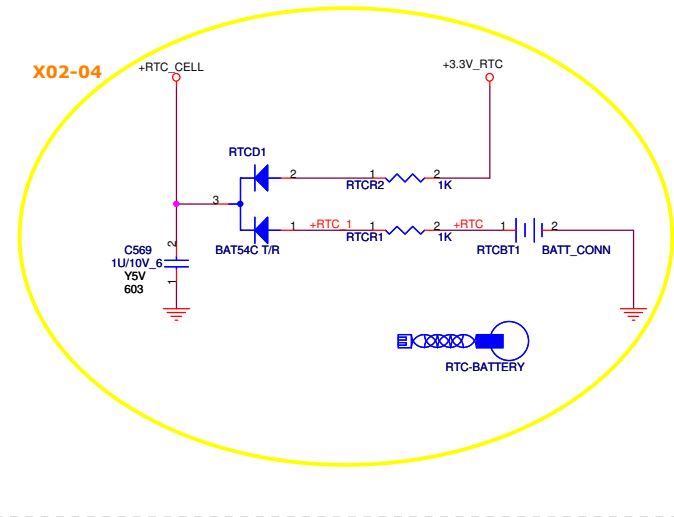 X02-04
+RTC_CELL
+3.3V_RTC
RTCD1
2
1
2
RTCR2
1K
3
1
+RTC_1
1
2
+RTC
1
2
BAT54C T/R
RTCR1
1K
RTCBT1
BATT_CONN
2
C569
1U/10V_6
Y5V
603
1
RTC-BATTERY